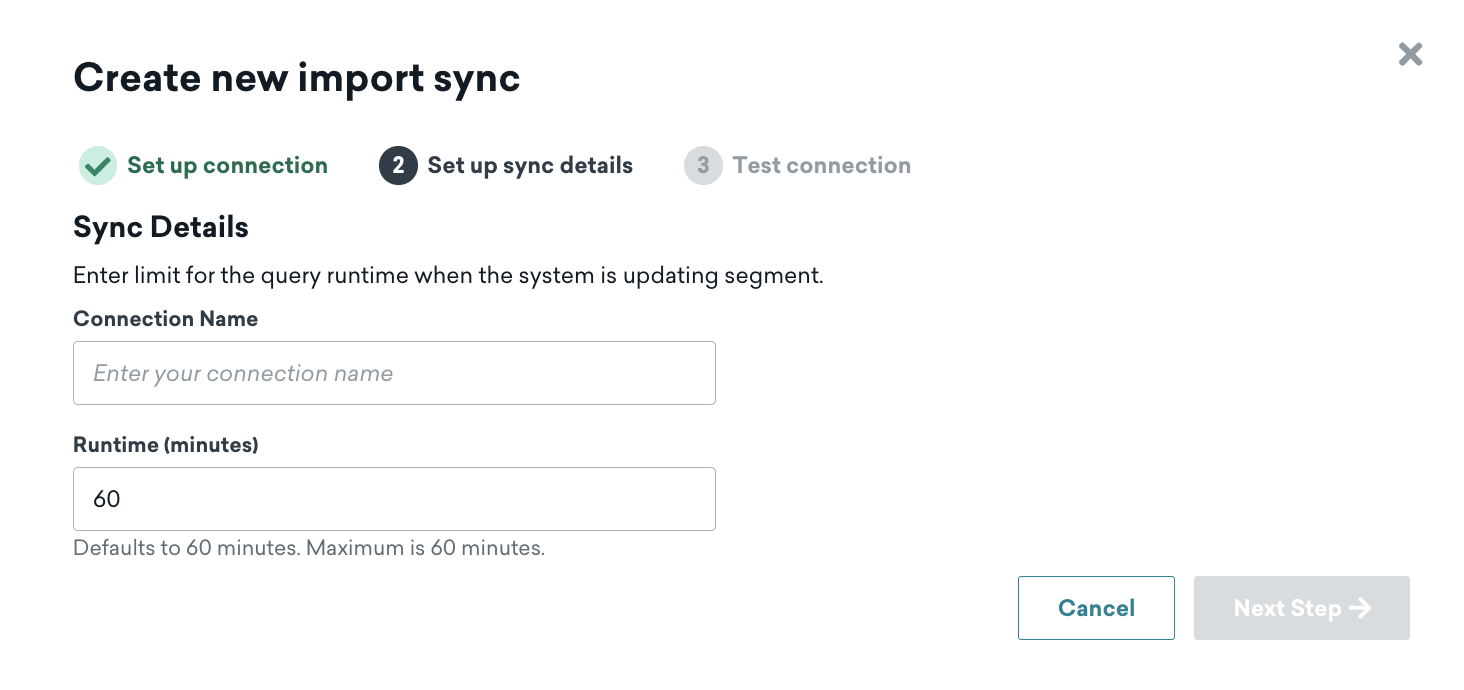 Create new import sync
Set up connection 2 Set up sync details 3 Test connection
Sync Details
Enter limit for the query runtime when the system is updating segment.
Connection Name
Enter your connection name
Runtime (minutes)
60
Defaults to 60 minutes. Maximum is 60 minutes.
Cancel Next Step